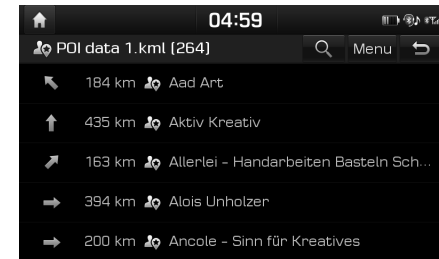 04:59
POI data 1.kml (264) Menu
184 km Aad Art
435 km Aktiv Kreativ
163 km Allerlei - Handarbeiten Basteln Sch...
394 km Alois Unholzer
200 km Ancole - Sinn für Kreatives